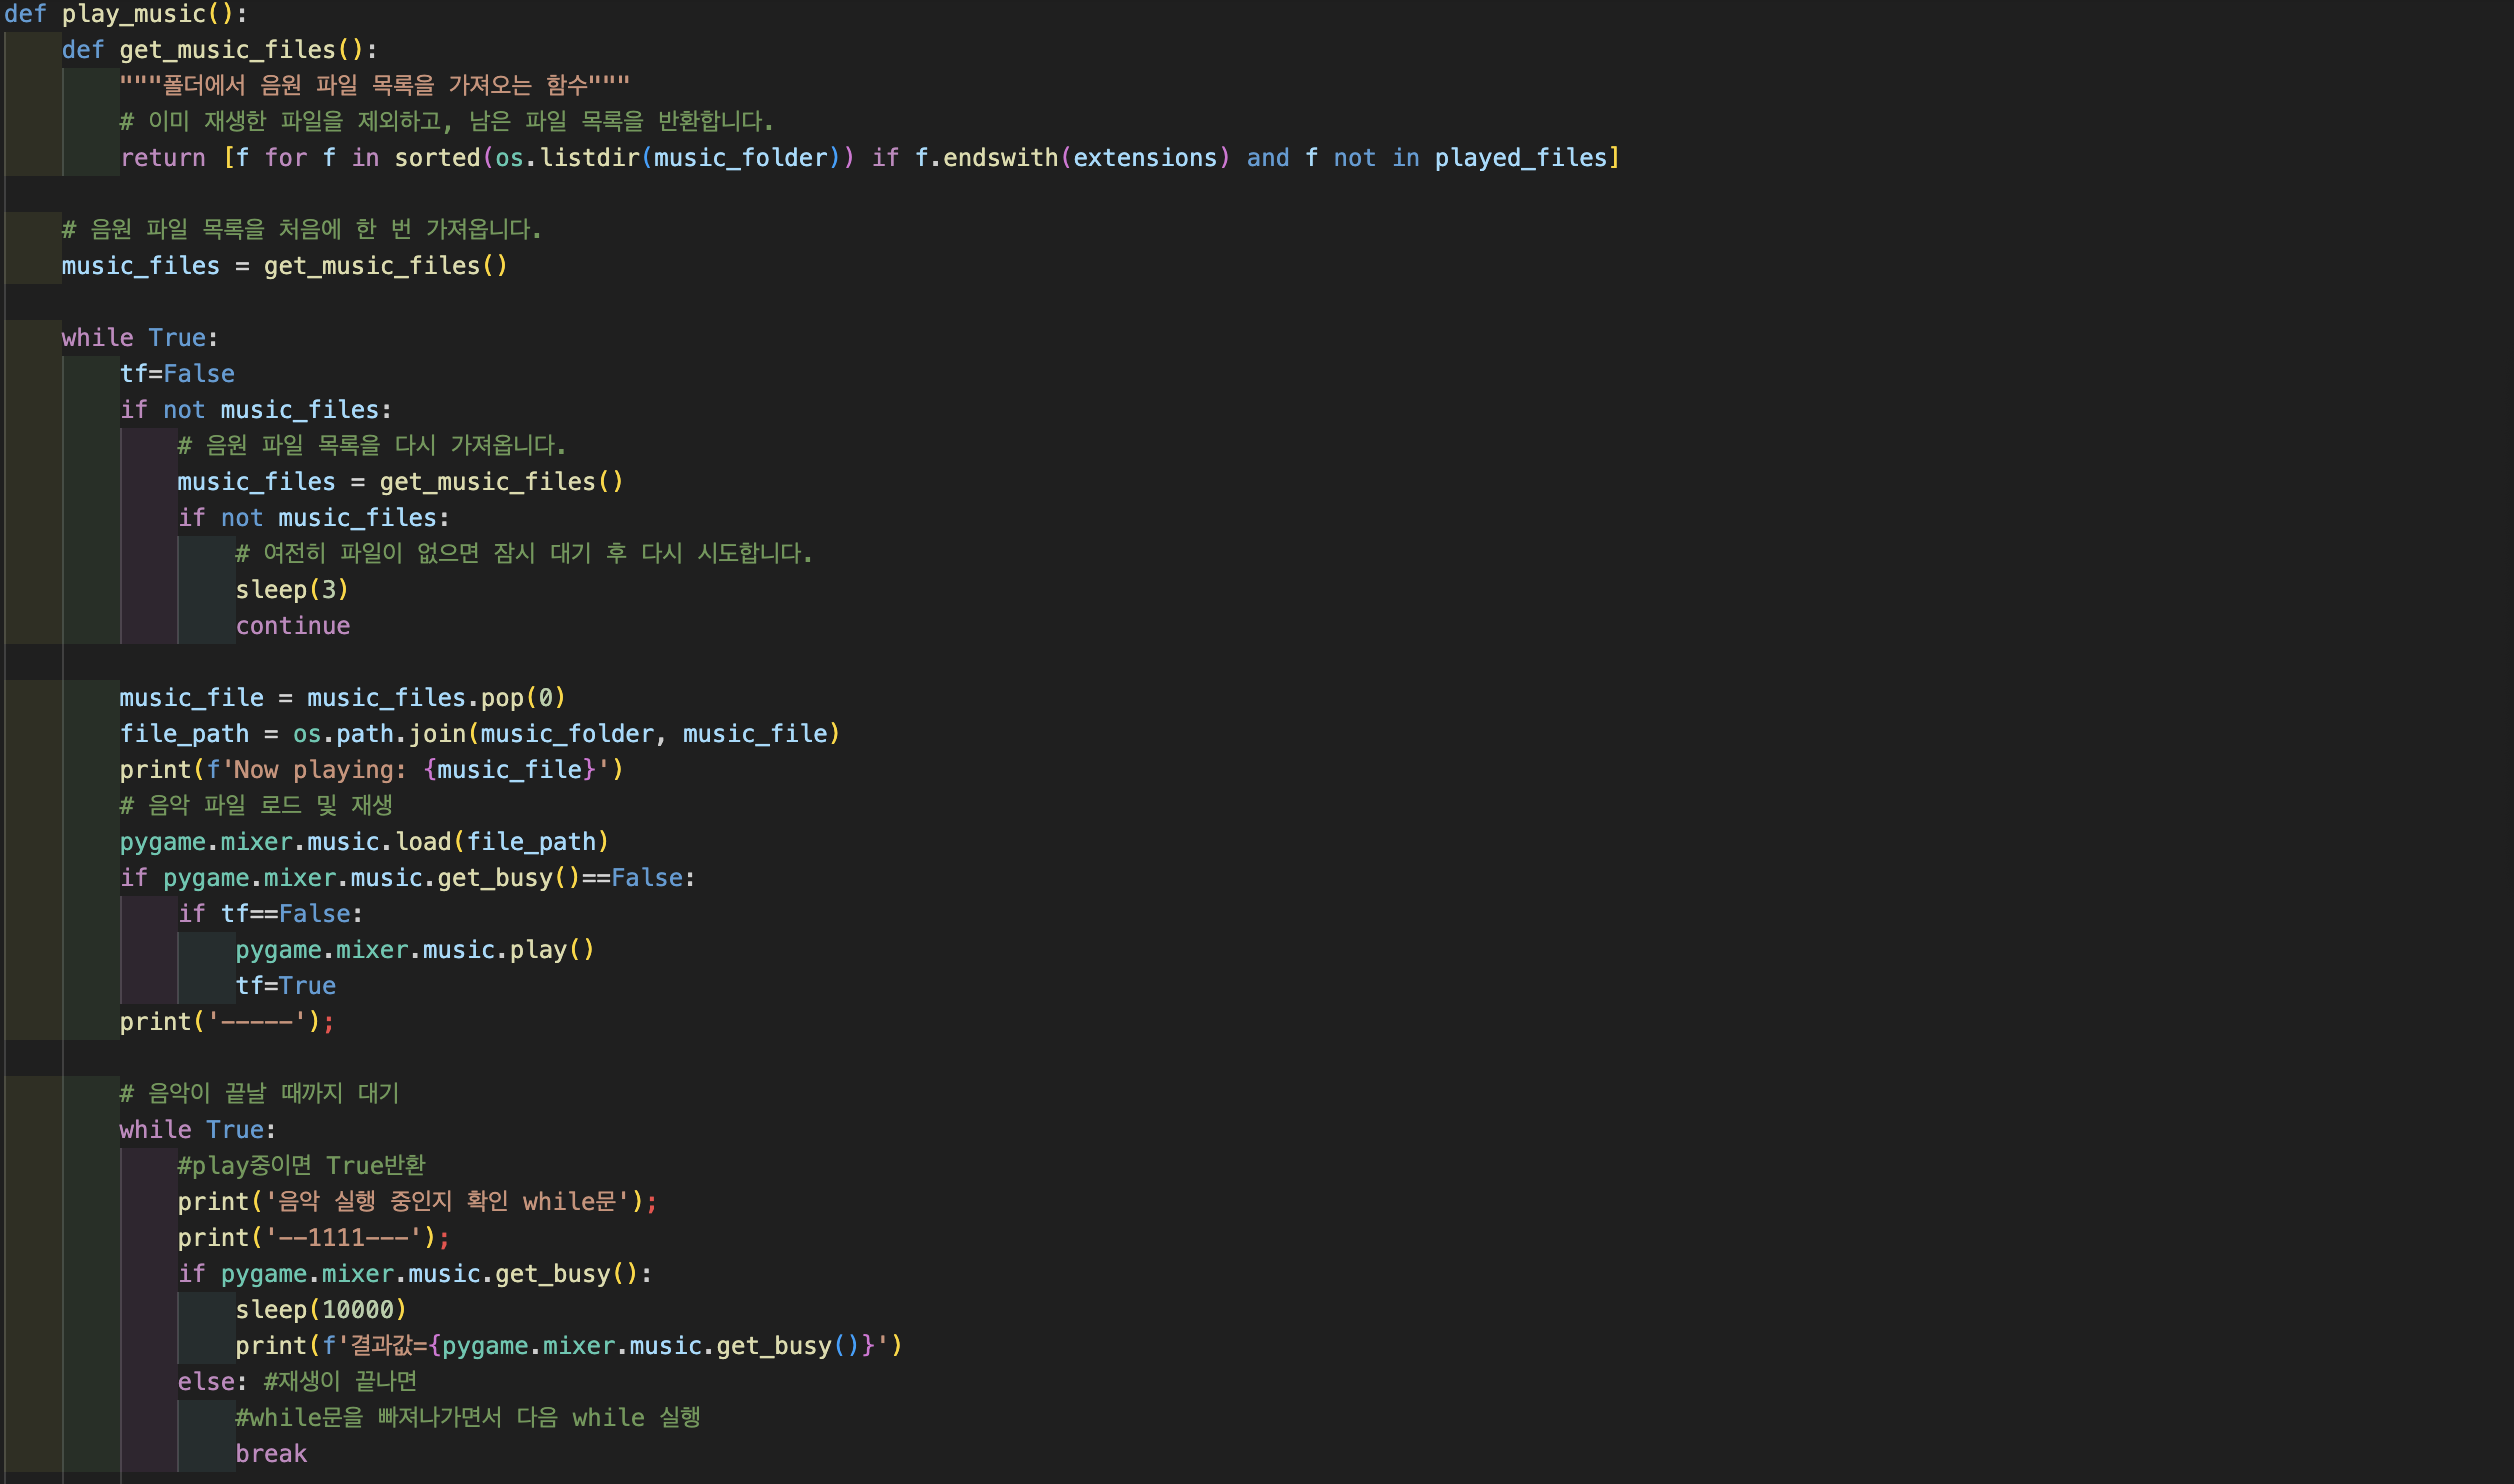 def play_music():
    def get_music_files():
        """폴더에서 음원 파일 목록을 가져오는 함수"""
        # 이미 재생한 파일을 제외하고, 남은 파일 목록을 반환합니다.
        return [f for f in sorted(os.listdir(music_folder)) if f.endswith(extensions) and f not in played_files]

    # 음원 파일 목록을 처음에 한 번 가져옵니다.
    music_files = get_music_files()

    while True:
        tf=False
        if not music_files:
            # 음원 파일 목록을 다시 가져옵니다.
            music_files = get_music_files()
            if not music_files:
                # 여전히 파일이 없으면 잠시 대기 후 다시 시도합니다.
                sleep(3)
                continue

        music_file = music_files.pop(0)
        file_path = os.path.join(music_folder, music_file)
        print(f'Now playing: {music_file}')
        # 음악 파일 로드 및 재생
        pygame.mixer.music.load(file_path)
        if pygame.mixer.music.get_busy()==False:
            if tf==False:
                pygame.mixer.music.play()
                tf=True
        print('-----');

        # 음악이 끝날 때까지 대기
        while True:
            #play중이면 True반환
            print('음악 실행 중인지 확인 while문');
            print('--1111---');
            if pygame.mixer.music.get_busy():
                sleep(10000)
                print(f'결과값={pygame.mixer.music.get_busy()}')
            else: #재생이 끝나면
                #while문을 빠져나가면서 다음 while 실행
                break